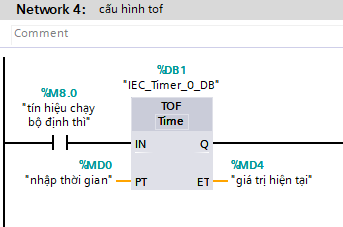 Network 4: cấu hình tof
Comment
%DB1
"IEC_Timer_0_DB"
%M8.0
"tín hiệu chạy
bộ định thì"
TOF
Time
IN Q
%MD0
"nhập thời gian" PT
ET
%MD4
"giá trị hiện tại"